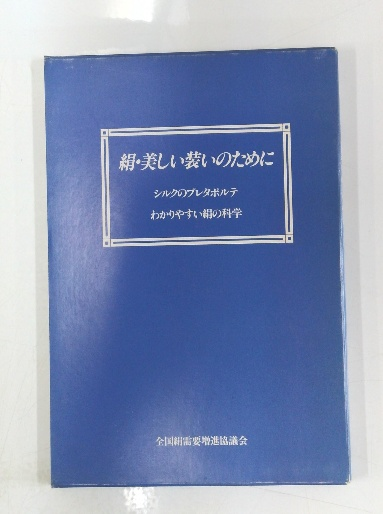 絹・美しい装いのために
シルクのプレタポルテ
わかりやすい絹の科学
全国絹需要増進協議会